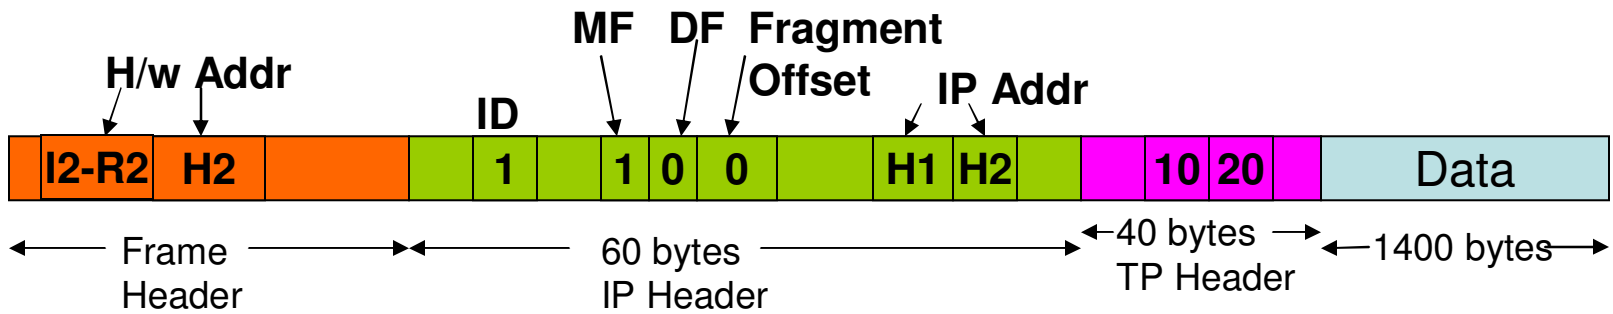 MF DF Fragment
Offset
H/w Addr
IP Addr
ID
I2-R2 H2 1 1 0 0 H1 H2 10 20 Data
Frame
Header
60 bytes
IP Header
40 bytes
TP Header
1400 bytes